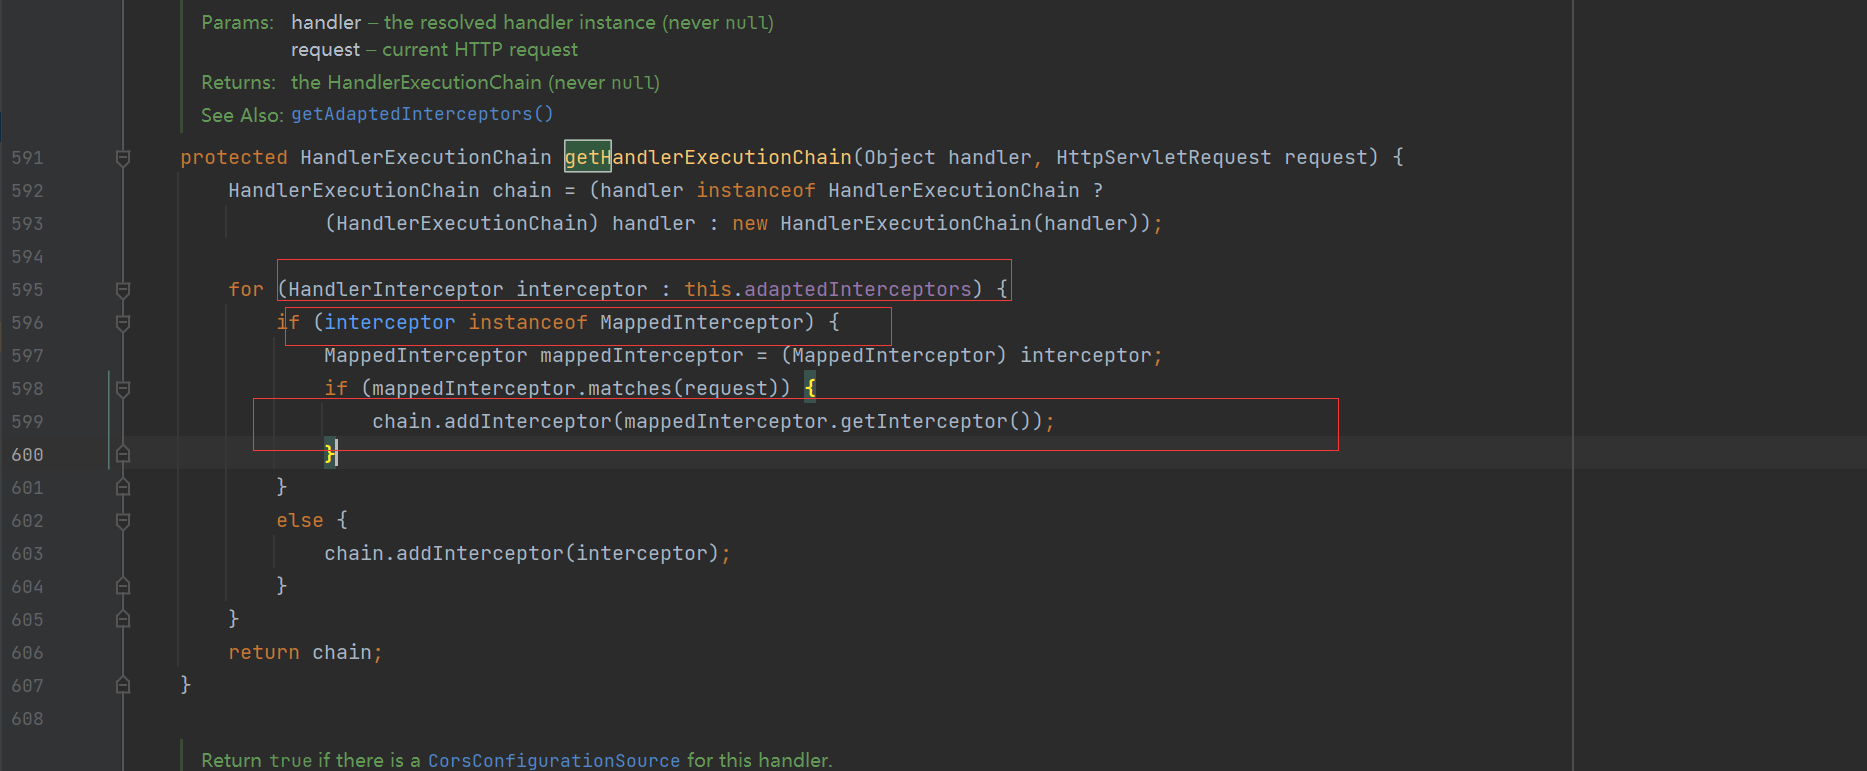 Params: handler – the resolved handler instance (never null)
request – current HTTP request
Returns: the HandlerExecutionChain (never null)
See Also: getAdaptedInterceptors()
591 protected HandlerExecutionChain getHandlerExecutionChain(Object handler, HttpServletRequest request) {
592 HandlerExecutionChain chain = (handler instanceof HandlerExecutionChain ?
593 (HandlerExecutionChain) handler : new HandlerExecutionChain(handler));
594
595 for (HandlerInterceptor interceptor : this.adaptedInterceptors) {
596 if (interceptor instanceof MappedInterceptor) {
597 MappedInterceptor mappedInterceptor = (MappedInterceptor) interceptor;
598 if (mappedInterceptor.matches(request)) {
599 chain.addInterceptor(mappedInterceptor.getInterceptor());
600 }
601 }
602 else {
603 chain.addInterceptor(interceptor);
604 }
605 }
606 return chain;
607 }
608
Return true if there is a CorsConfigurationSource for this handler.